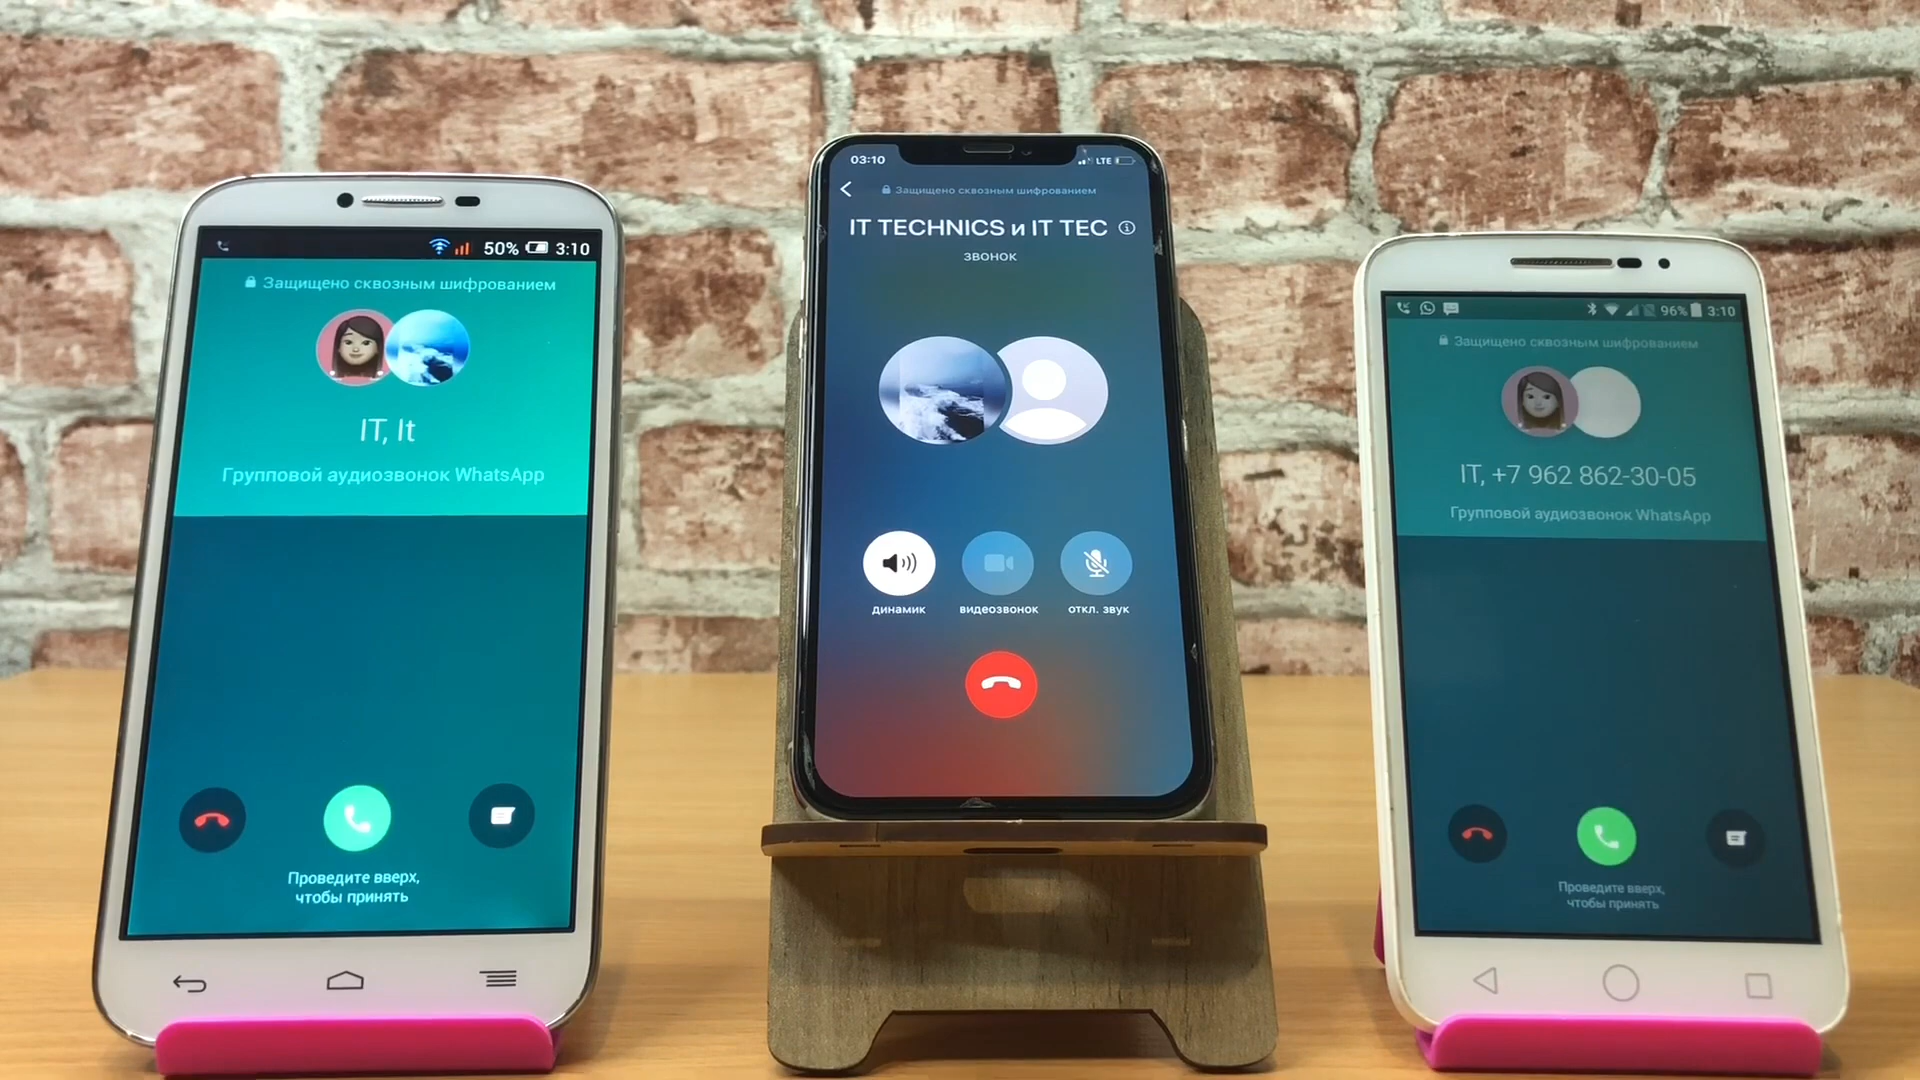 50% 3:10
Защищено сквозным шифрованием
IT, It
Групповой аудиозвонок WhatsApp
Проведите вверх,
чтобы принять
03:10 LTE
Защищено сквозным шифрованием
IT TECHNICS и IT TEC
звонок
динамик видеозвонок откл. звук
96% 3:10
Защищено сквозным шифрованием
IT, +7 962 862-30-05
Групповой аудиозвонок WhatsApp
Проведите вверх,
чтобы принять